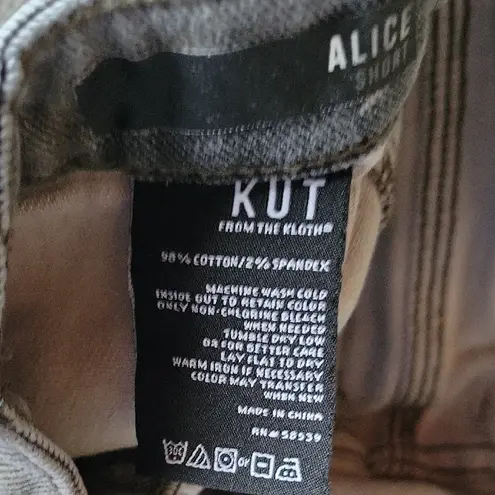 ALICE
SHORT
KUT
FROM THE KLOTH®
98% COTTON/2% SPANDEX
MACHINE WASH COLD
INSIDE OUT TO RETAIN COLOR
ONLY NON-CHLORINE BLEACH
WHEN NEEDED
TUMBLE DRY LOW
OR FOR BETTER CARE
LAY FLAT TO DRY
WARM IRON IF NECESSARY
COLOR MAY TRANSFER
WHEN NEW
MADE IN CHINA
RN# 58539
30C or